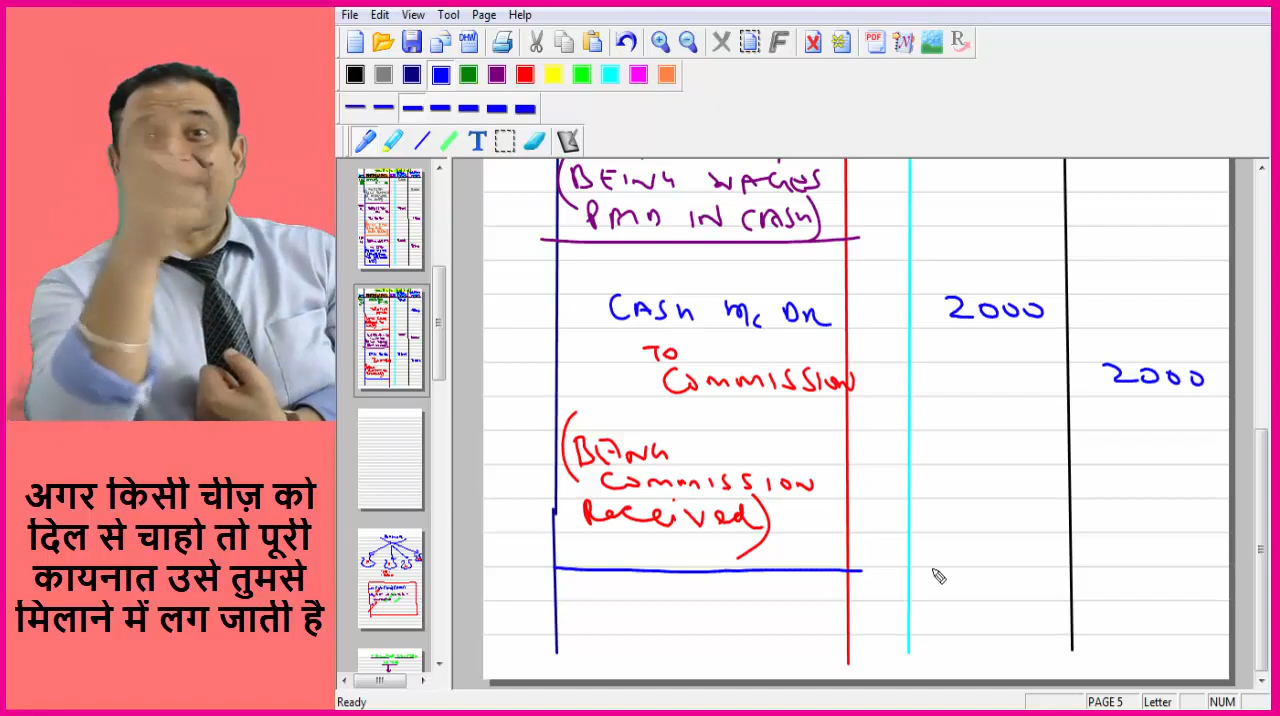 File Edit View Tool Page Help
(BEING WAGES
PAID IN CASH)
CASH A/c DR 2000
TO
COMMISSION 2000
(BEING
COMMISSION
Received)
अगर किसी चीज़ को
दिल से चाहो तो पूरी
कायनात उसे तुमसे
मिलाने में लग जाती है
Ready PAGE 5 Letter NUM